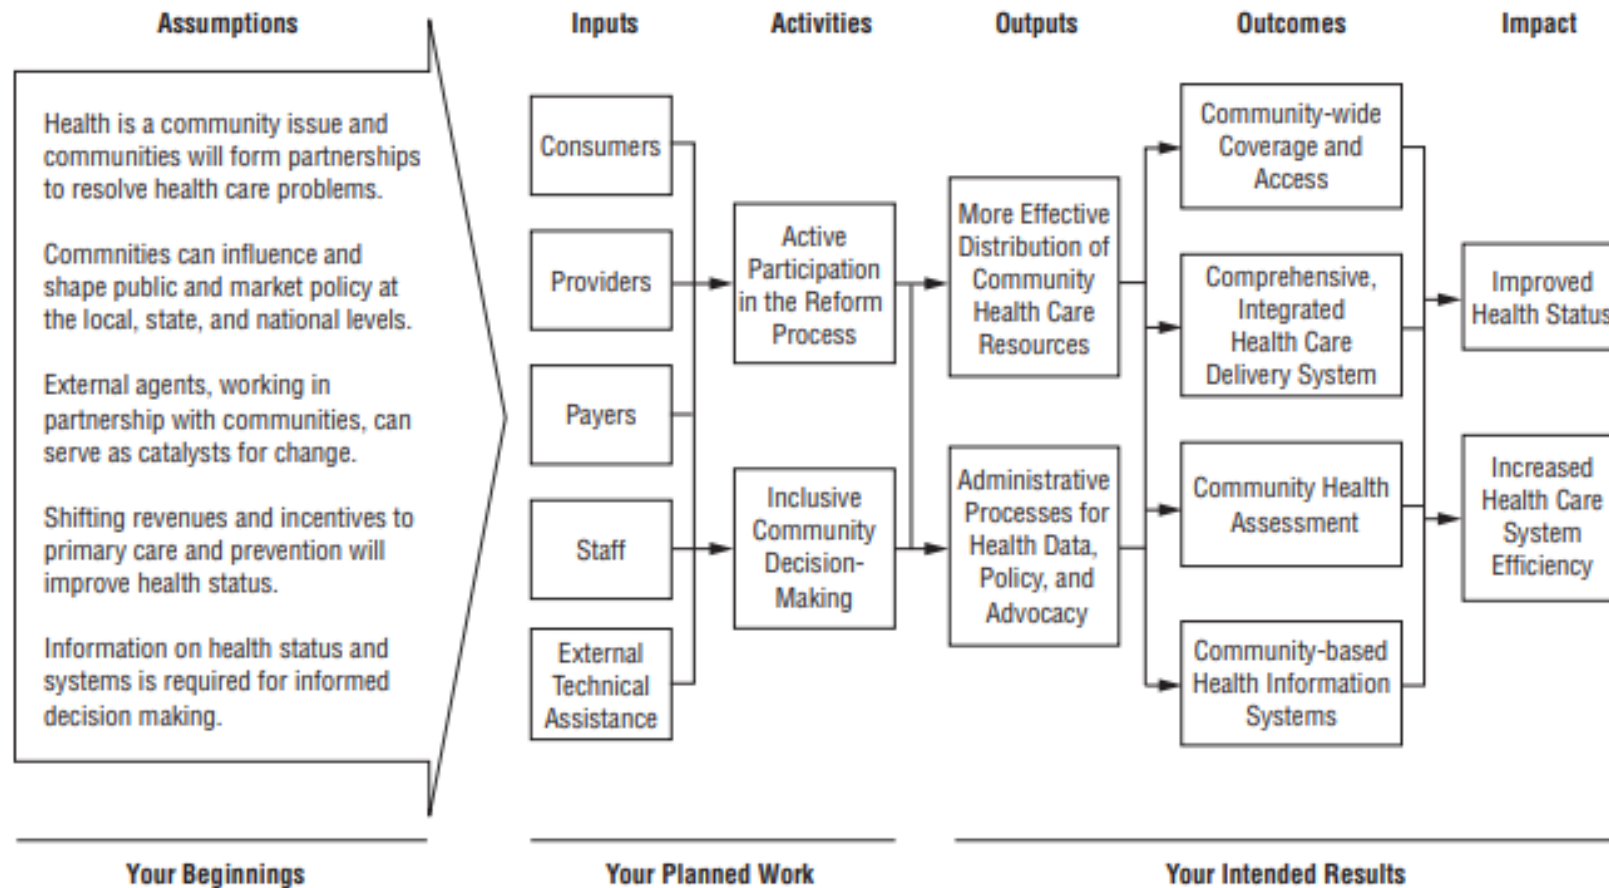 Assumptions
Inputs
Activities
Outputs
Outcomes
Impact
Health is a community issue and
communities will form partnerships
to resolve health care problems.
Commnities can influence and
shape public and market policy at
the local, state, and national levels.
External agents, working in
partnership with communities, can
serve as catalysts for change.
Shifting revenues and incentives to
primary care and prevention will
improve health status.
Information on health status and
systems is required for informed
decision making.
Consumers
Providers
Payers
Staff
External
Technical
Assistance
Active
Participation
in the Reform
Process
Inclusive
Community
Decision-
Making
More Effective
Distribution of
Community
Health Care
Resources
Administrative
Processes for
Health Data,
Policy, and
Advocacy
Community-wide
Coverage and
Access
Comprehensive,
Integrated
Health Care
Delivery System
Community Health
Assessment
Community-based
Health Information
Systems
Improved
Health Status
Increased
Health Care
System
Efficiency
Your Beginnings
Your Planned Work
Your Intended Results